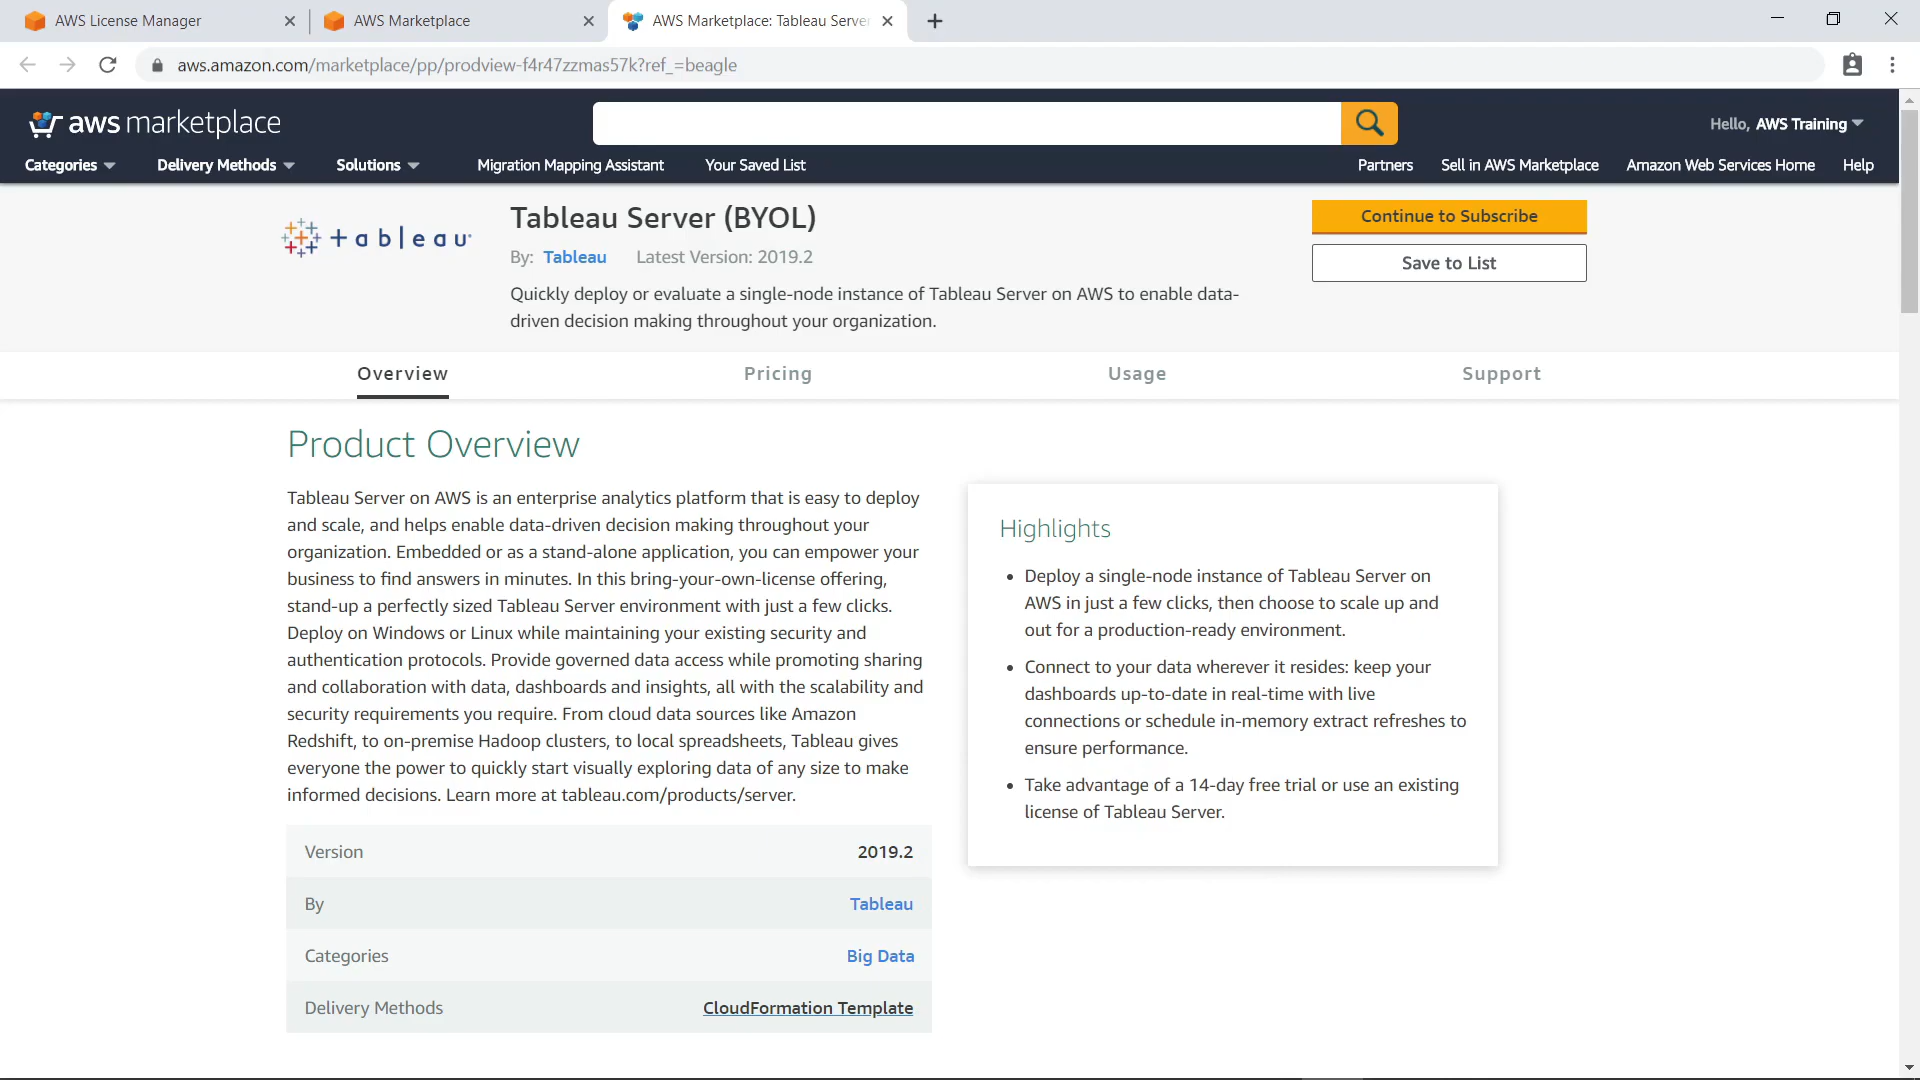 AWS License Manager
AWS Marketplace
AWS Marketplace: Tableau Server
aws.amazon.com/marketplace/pp/prodview-f4r47zzmas57k?ref_=beagle
aws marketplace
Hello, AWS Training
Categories
Delivery Methods
Solutions
Migration Mapping Assistant
Your Saved List
Partners
Sell in AWS Marketplace
Amazon Web Services Home
Help
+ableau
Tableau Server (BYOL)
By: Tableau
Latest Version: 2019.2
Quickly deploy or evaluate a single-node instance of Tableau Server on AWS to enable data-
driven decision making throughout your organization.
Continue to Subscribe
Save to List
Overview
Pricing
Usage
Support
Product Overview
Tableau Server on AWS is an enterprise analytics platform that is easy to deploy
and scale, and helps enable data-driven decision making throughout your
organization. Embedded or as a stand-alone application, you can empower your
business to find answers in minutes. In this bring-your-own-license offering,
stand-up a perfectly sized Tableau Server environment with just a few clicks.
Deploy on Windows or Linux while maintaining your existing security and
authentication protocols. Provide governed data access while promoting sharing
and collaboration with data, dashboards and insights, all with the scalability and
security requirements you require. From cloud data sources like Amazon
Redshift, to on-premise Hadoop clusters, to local spreadsheets, Tableau gives
everyone the power to quickly start visually exploring data of any size to make
informed decisions. Learn more at tableau.com/products/server.
Version 2019.2
By Tableau
Categories Big Data
Delivery Methods CloudFormation Template
Highlights
• Deploy a single-node instance of Tableau Server on
AWS in just a few clicks, then choose to scale up and
out for a production-ready environment.
• Connect to your data wherever it resides: keep your
dashboards up-to-date in real-time with live
connections or schedule in-memory extract refreshes to
ensure performance.
• Take advantage of a 14-day free trial or use an existing
license of Tableau Server.